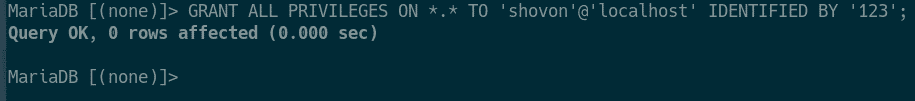 MariaDB [(none)]> GRANT ALL PRIVILEGES ON *.* TO 'shovon'@'localhost' IDENTIFIED BY '123';
Query OK, 0 rows affected (0.000 sec)
MariaDB [(none)]>